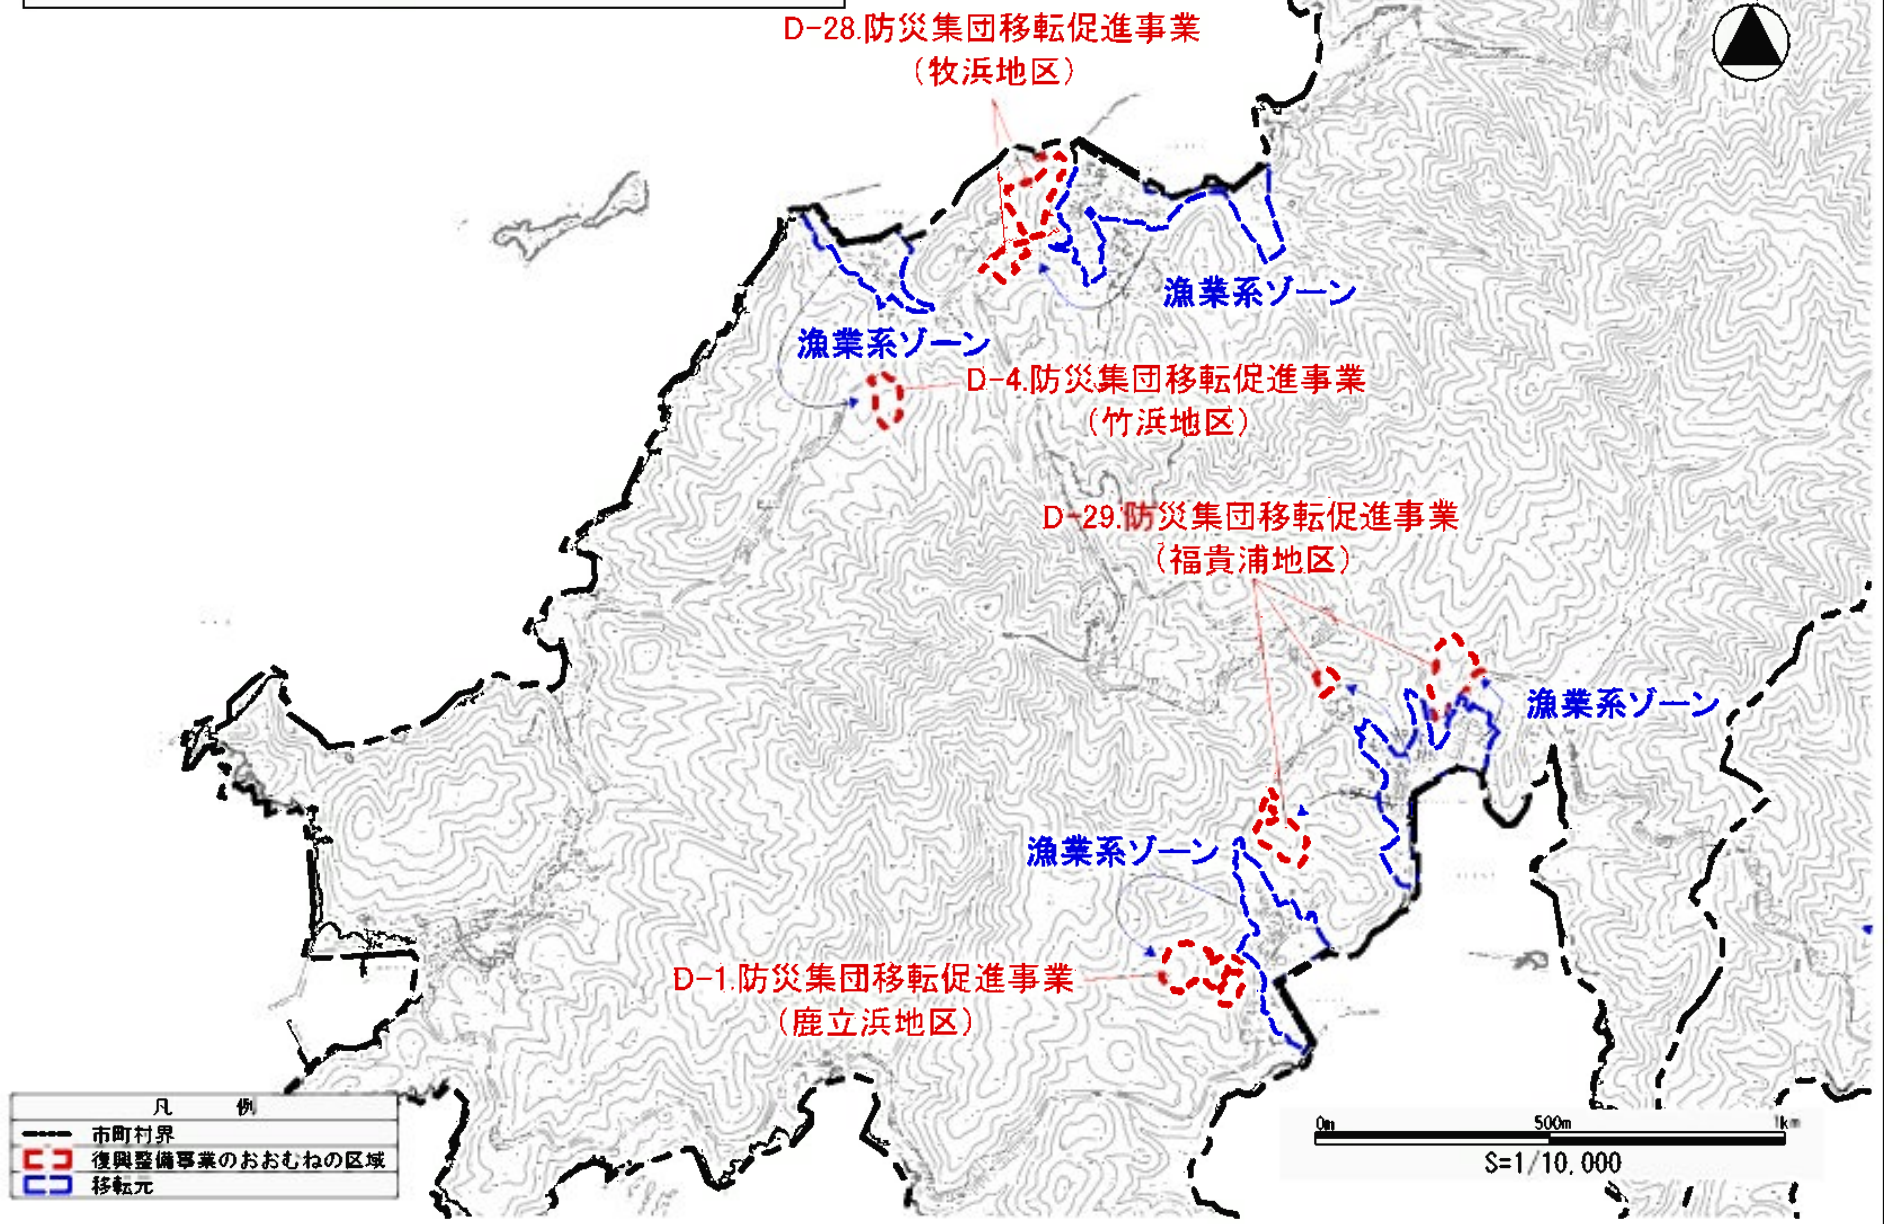 D-28.防災集団移転促進事業
(牧浜地区)
漁業系ゾーン
漁業系ゾーン
D-4.防災集団移転促進事業
(竹浜地区)
D-29.防災集団移転促進事業
(福貴浦地区)
漁業系ゾーン
漁業系ゾーン
D-1.防災集団移転促進事業
(鹿立浜地区)
凡 例
市町村界
復興整備事業のおおむねの区域
移転元
0m 500m 1km
S=1/10,000